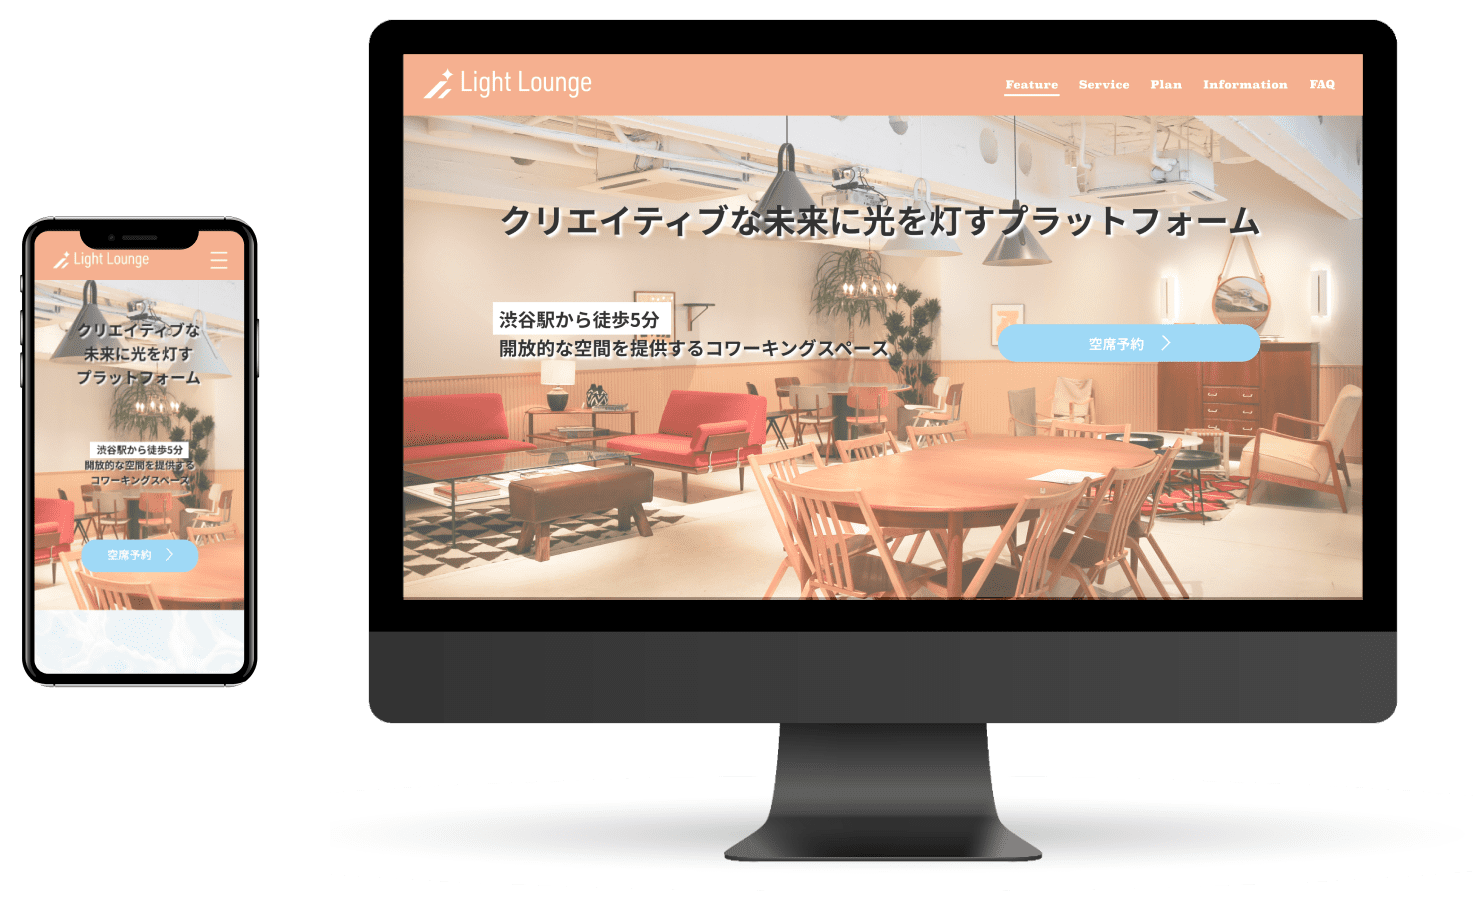 Light Lounge
クリエイティブな
未来に光を灯す
プラットフォーム
渋谷駅から徒歩5分
開放的な空間を提供する
コワーキングスペース
空席予約
Light Lounge
Feature Service Plan Information FAQ
クリエイティブな未来に光を灯すプラットフォーム
渋谷駅から徒歩5分
開放的な空間を提供するコワーキングスペース
空席予約